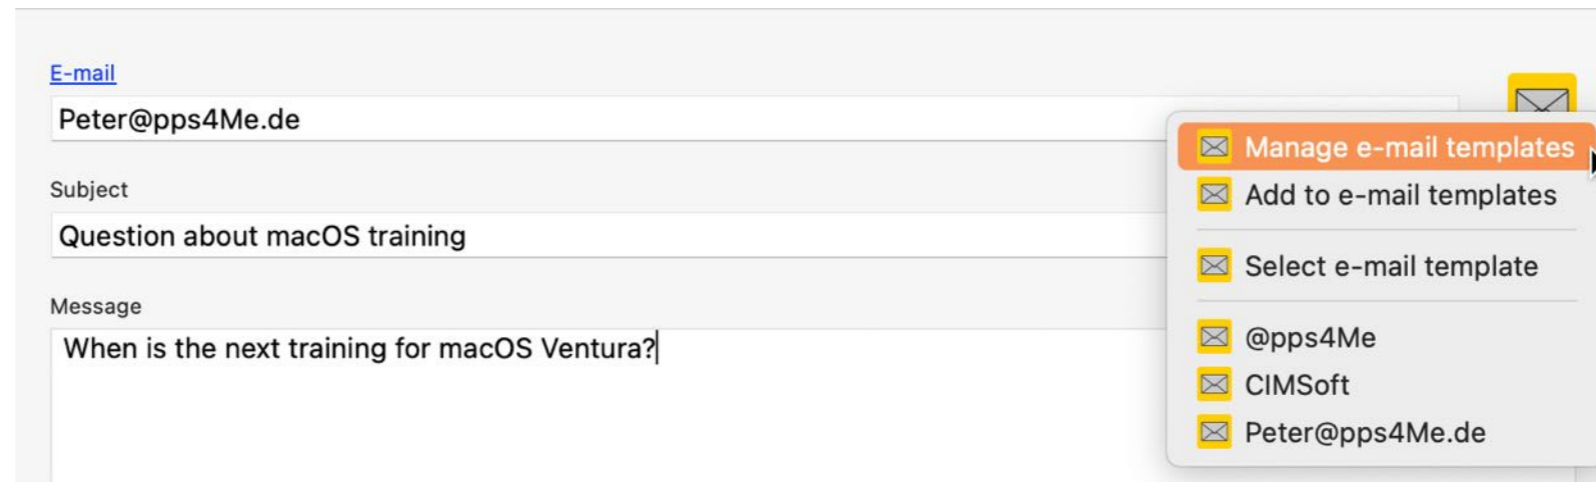 E-mail
Peter@pps4Me.de
Subject
Question about macOS training
Message
When is the next training for macOS Ventura?
Manage e-mail templates
Add to e-mail templates
Select e-mail template
@pps4Me
CIMSoft
Peter@pps4Me.de